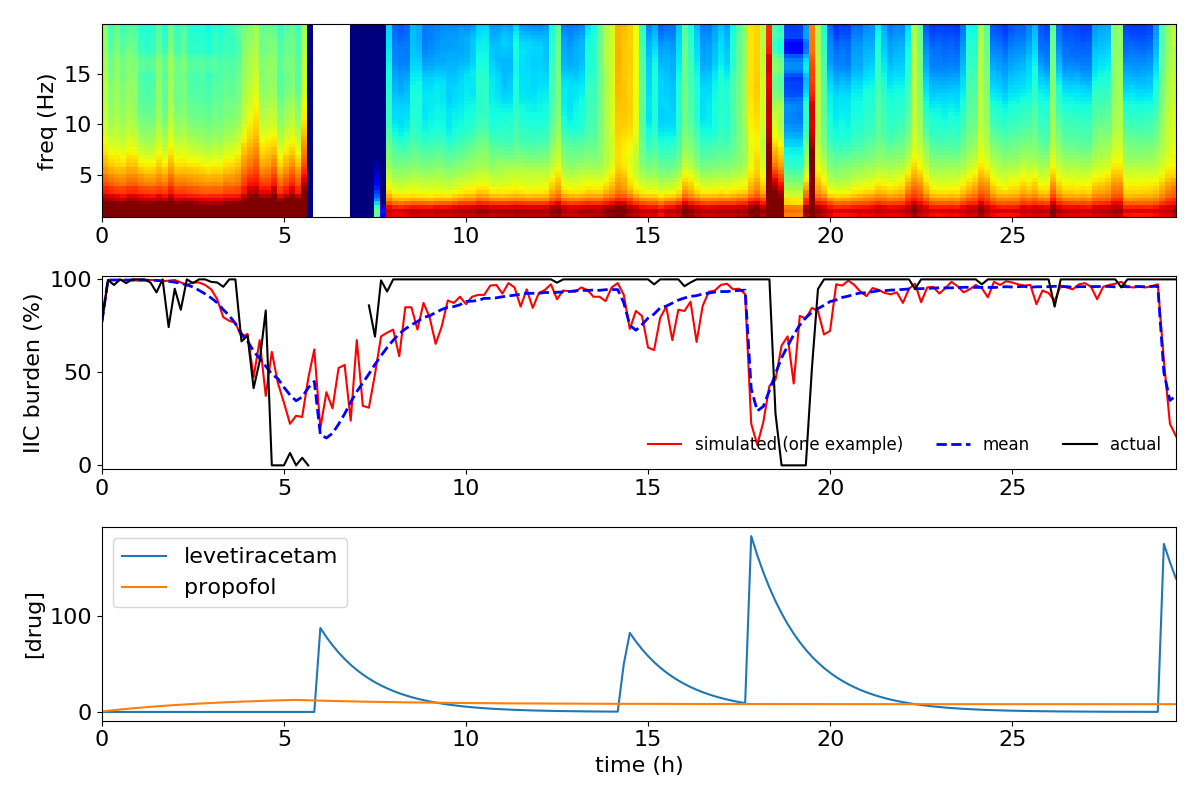 freq (Hz)
15
10
5
0 5 10 15 20 25
IIC burden (%)
100
50
0
simulated (one example) mean actual
0 5 10 15 20 25
[drug]
100
0
levetiracetam
propofol
0 5 10 15 20 25
time (h)